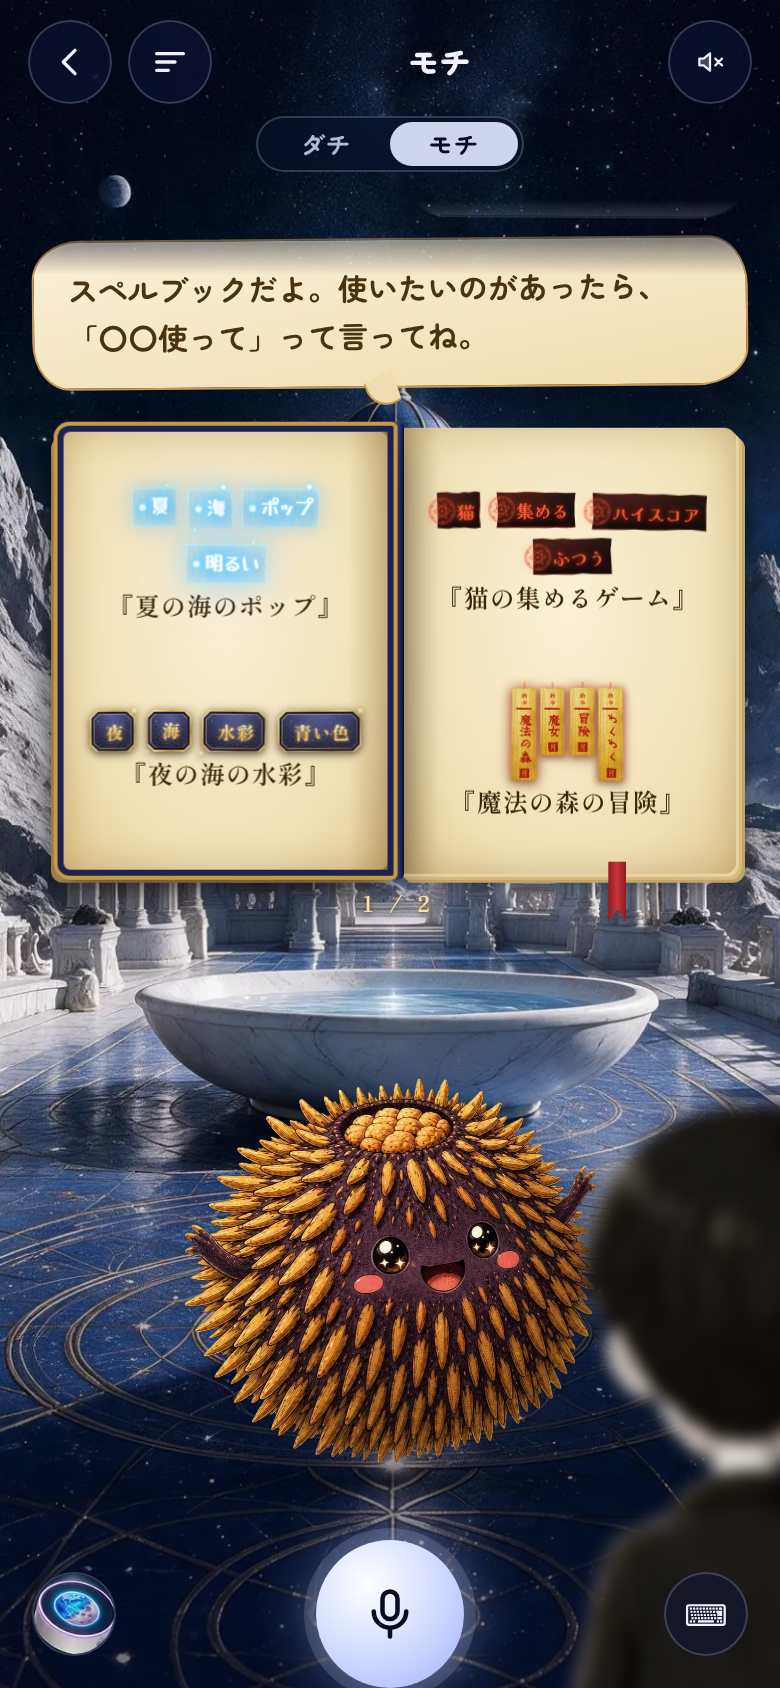 モチ
ダチ モチ
スペルブックだよ。使いたいのがあったら、
「〇〇使って」って言ってね。
夏 海 ポップ
明るい
『夏の海のポップ』
夜 海 水彩 青い色
『夜の海の水彩』
猫 集める ハイスコア
ふつう
『猫の集めるゲーム』
魔法の森 魔女 冒険 わくわく
『魔法の森の冒険』
1 / 2